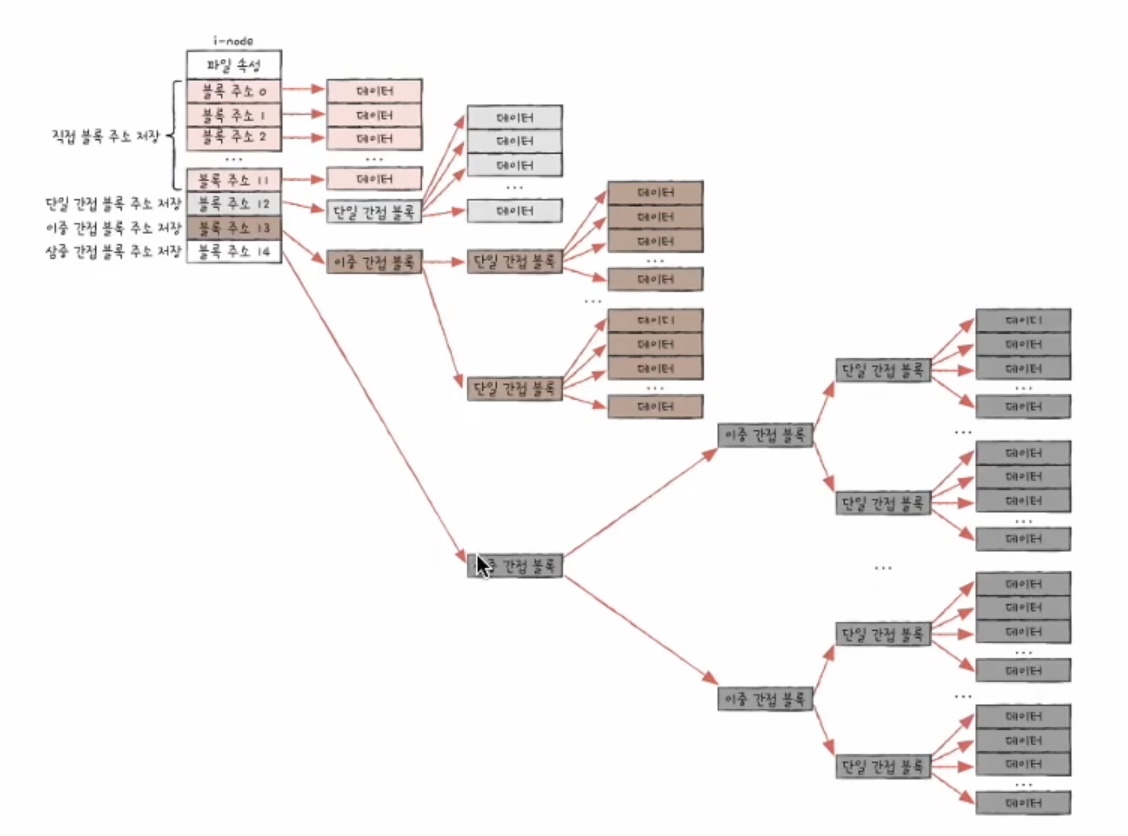 i-node
파일 속성
직접 블록 주소 저장
블록 주소 0
블록 주소 1
블록 주소 2
...
블록 주소 11
단일 간접 블록 주소 저장
블록 주소 12
이중 간접 블록 주소 저장
블록 주소 13
삼중 간접 블록 주소 저장
블록 주소 14
데이터
데이터
데이터
...
데이터
단일 간접 블록
데이터
데이터
데이터
...
데이터
이중 간접 블록
단일 간접 블록
데이터
데이터
데이터
...
데이터
...
단일 간접 블록
데이터
데이터
데이터
...
데이터
중 간접 블록
이중 간접 블록
단일 간접 블록
데이터
데이터
데이터
...
데이터
...
단일 간접 블록
데이터
데이터
데이터
...
데이터
...
이중 간접 블록
단일 간접 블록
데이터
데이터
데이터
...
데이터
...
단일 간접 블록
데이터
데이터
데이터
...
데이터